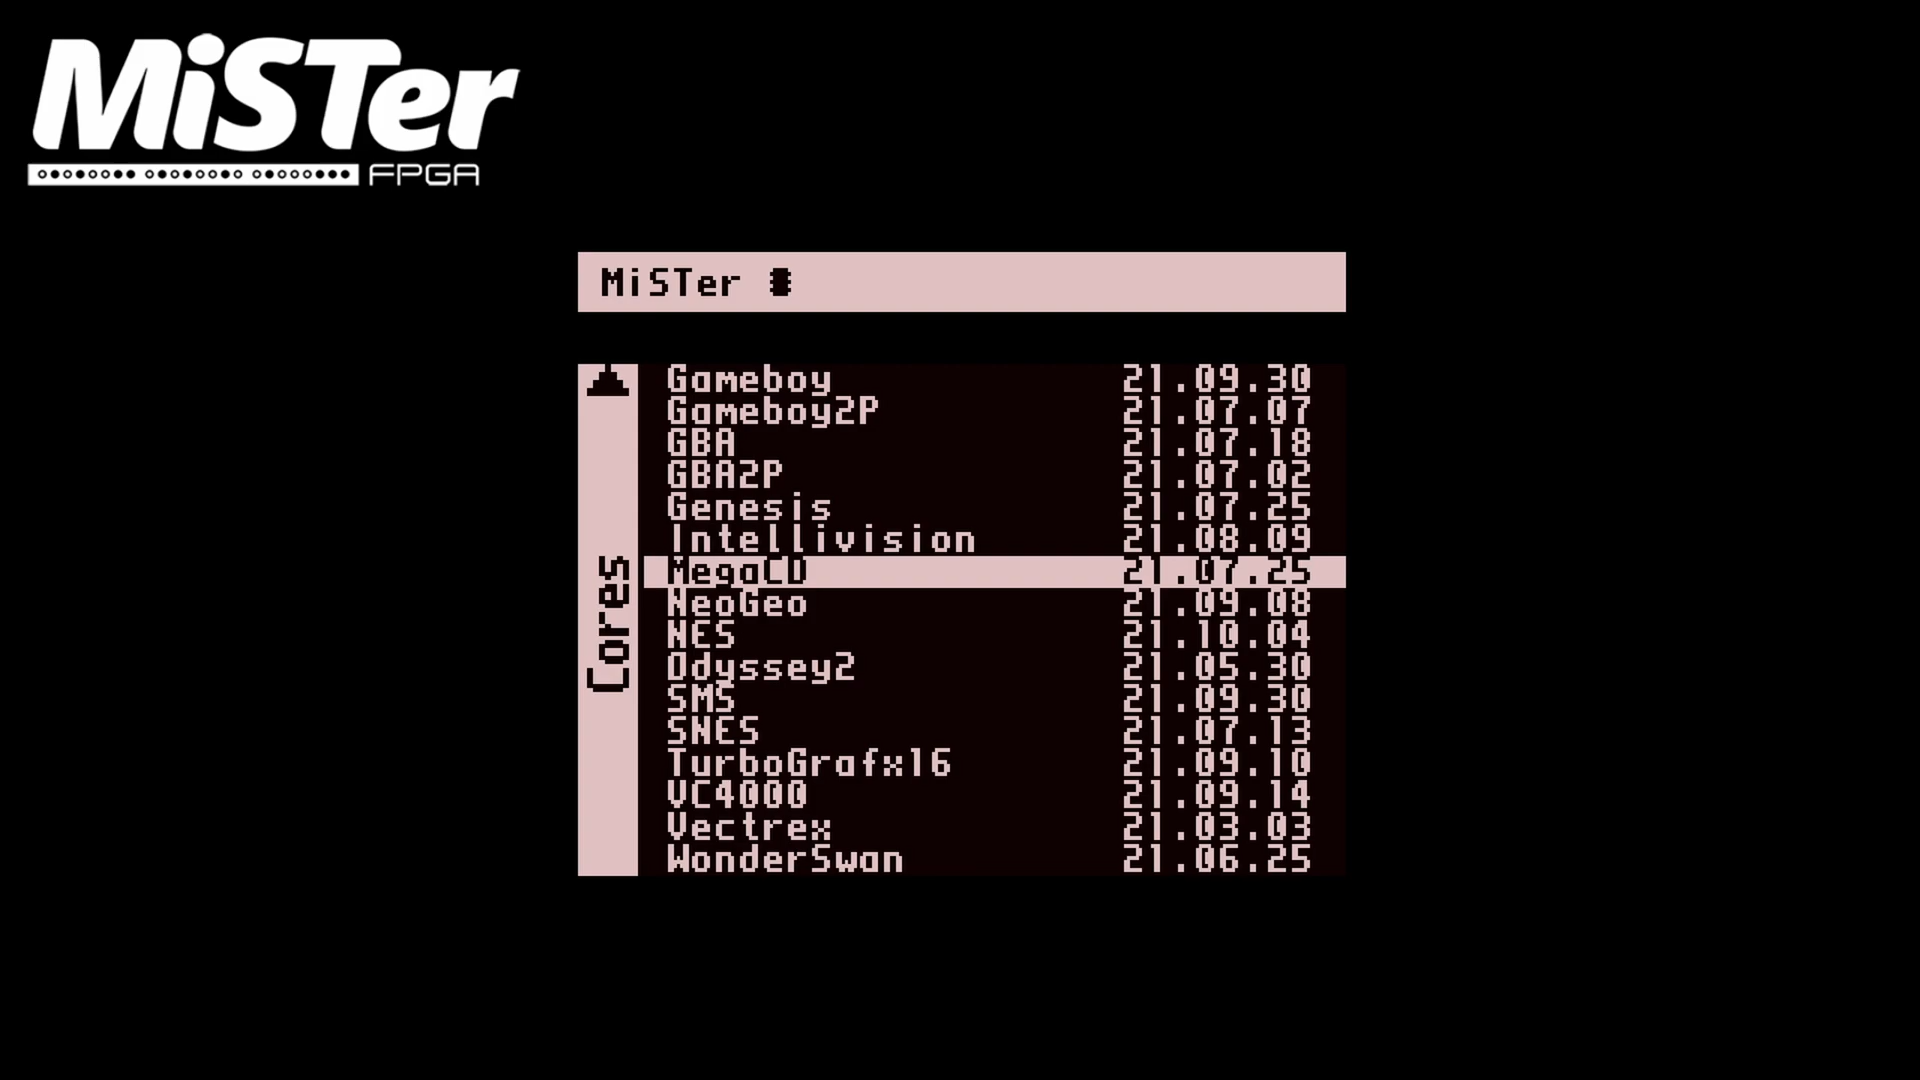 MiSTer
FPGA
MiSTer
Cores
Gameboy 21.09.30
Gameboy2P 21.07.07
GBA 21.07.18
GBA2P 21.07.02
Genesis 21.07.25
Intellivision 21.08.09
MegaCD 21.07.25
NeoGeo 21.09.08
NES 21.10.04
Odyssey2 21.05.30
SMS 21.09.30
SNES 21.07.13
TurboGrafx16 21.09.10
VC4000 21.09.14
Vectrex 21.03.03
WonderSwan 21.06.25